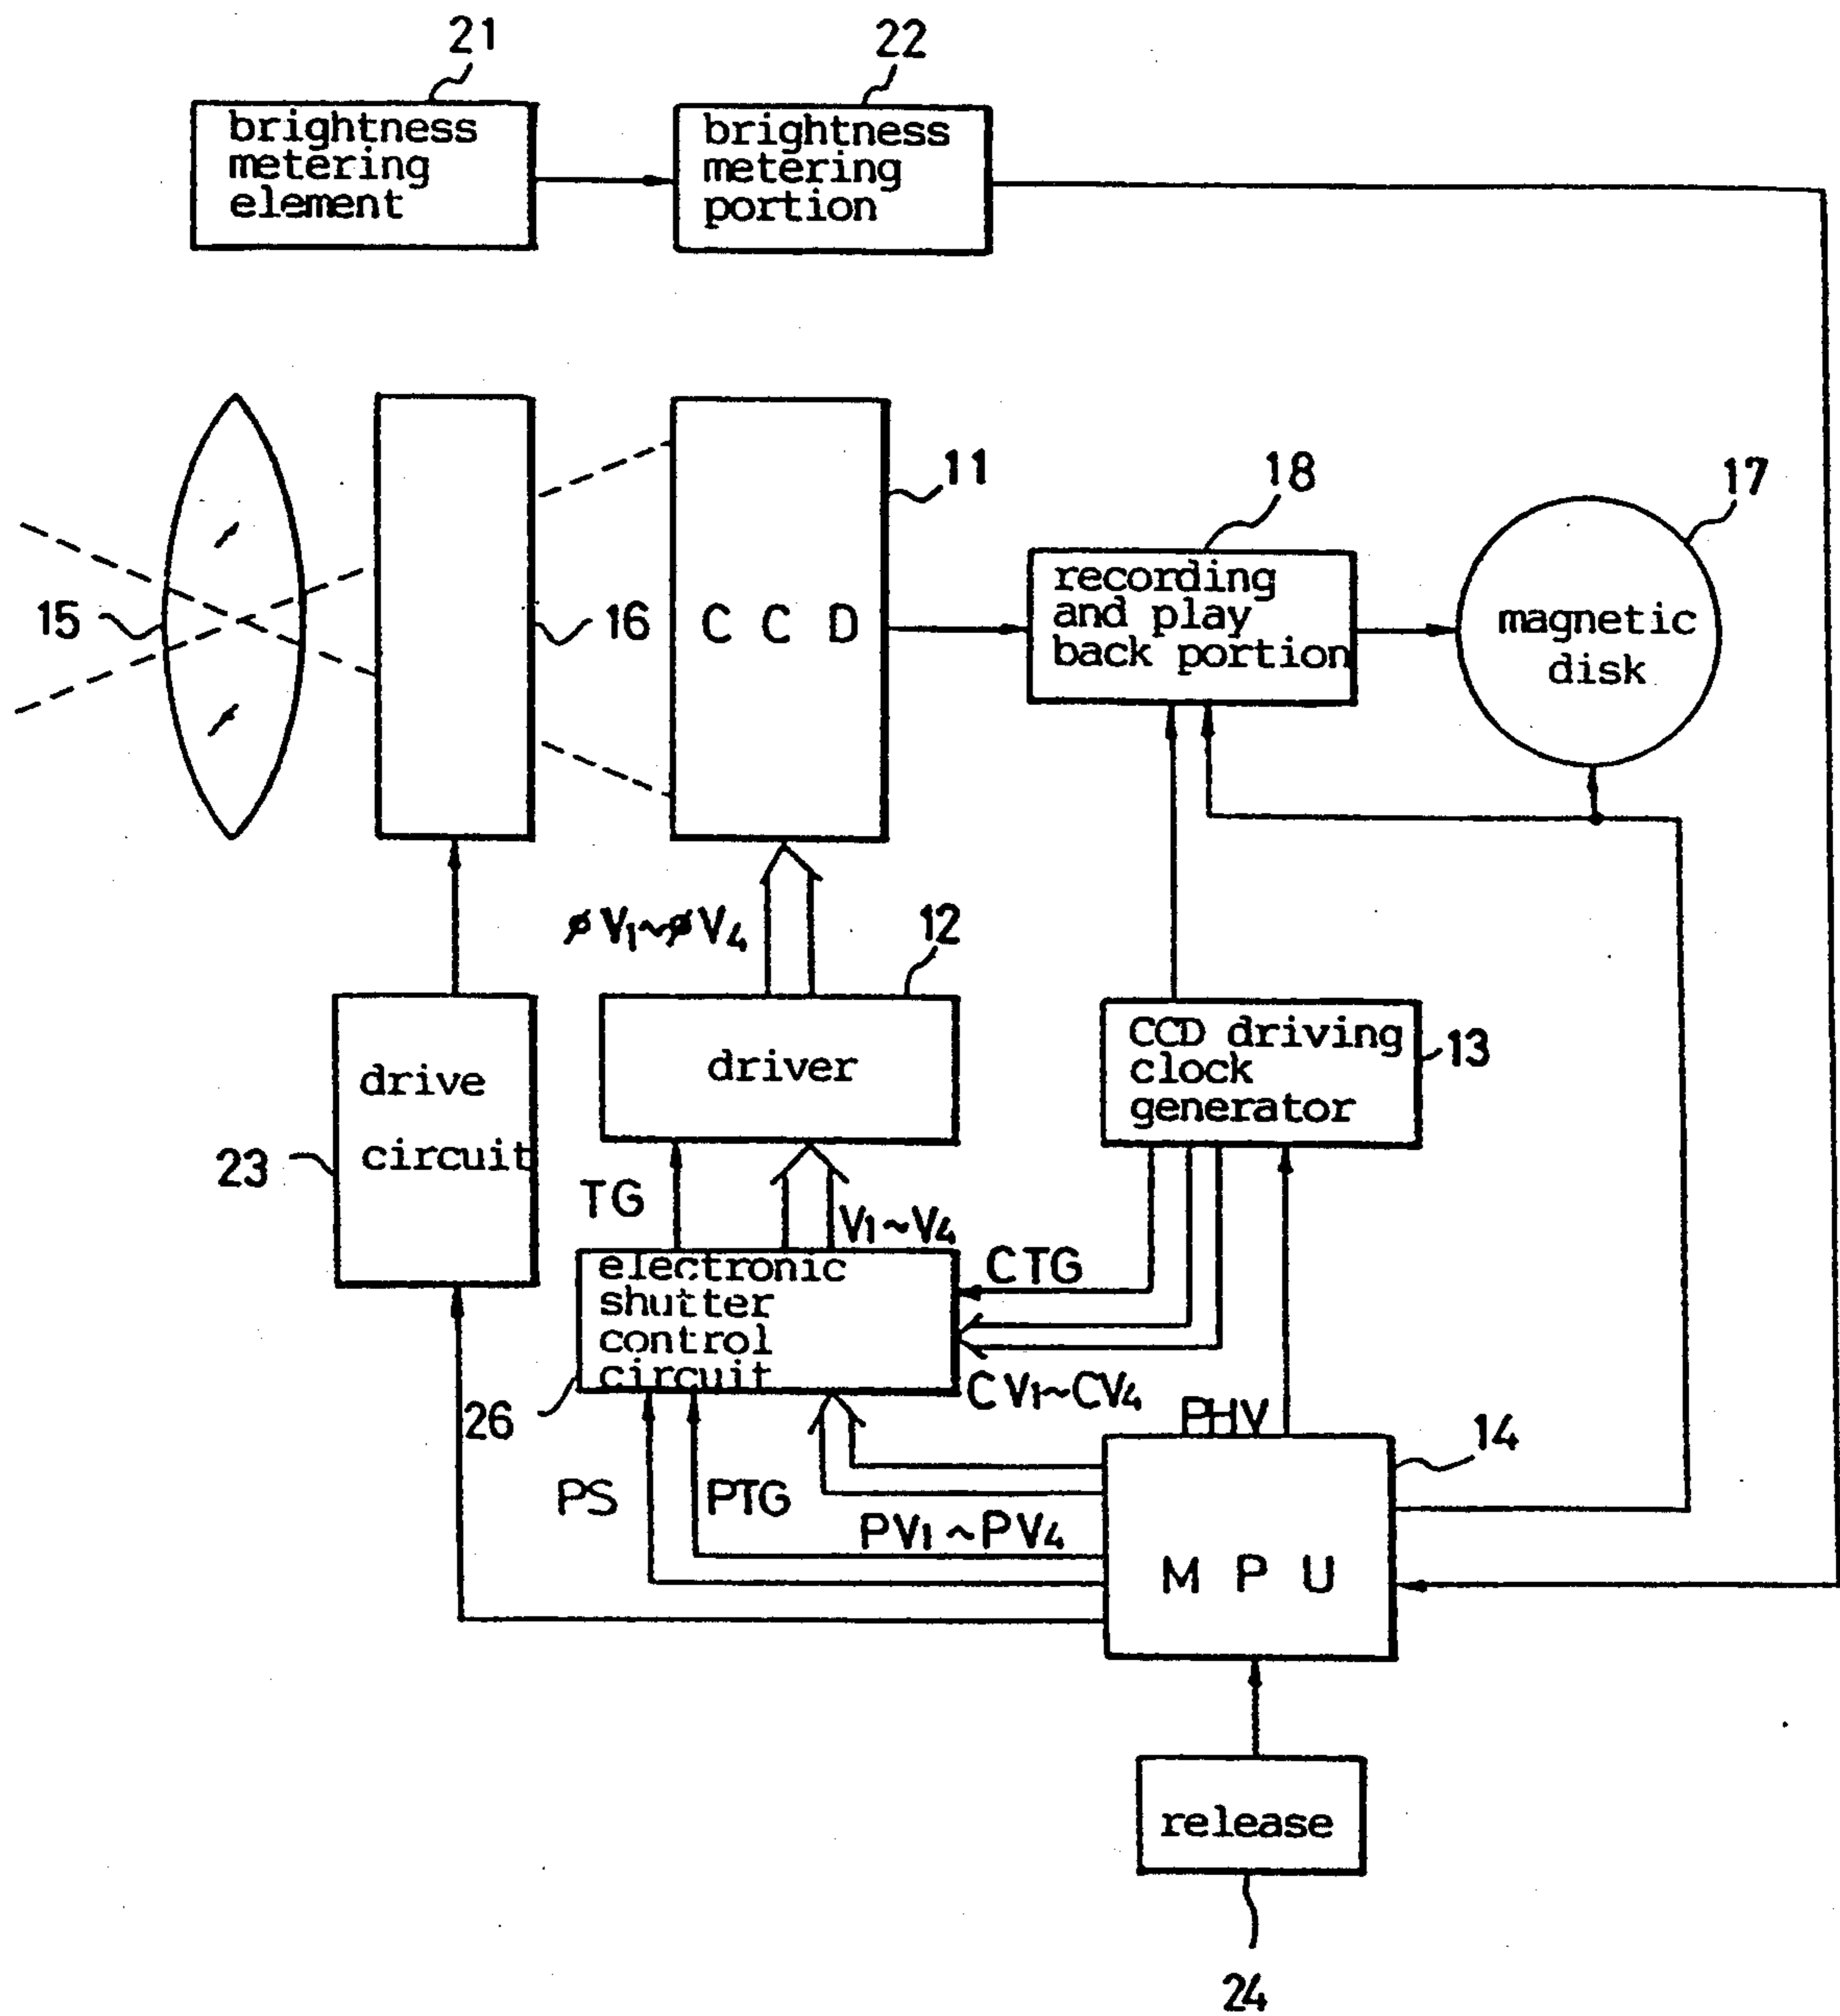 21
22
brightness
metering
element
brightness
metering
portion
11
18
17
15
16
C C D
recording
and play
back portion
magnetic
disk
øV1~øV4
12
drive
circuit
23
driver
CCD driving
clock
generator
13
TG
V1~V4
electronic
shutter
control
circuit
CTG
CV1~CV4
26
PS
PTG
PV1~PV4
PHV
14
M P U
release
24